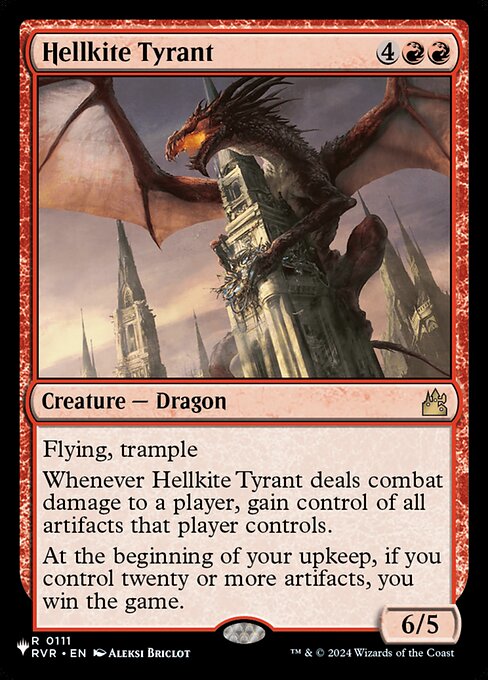 Hellkite Tyrant 4
Creature — Dragon
Flying, trample
Whenever Hellkite Tyrant deals combat
damage to a player, gain control of all
artifacts that player controls.
At the beginning of your upkeep, if you
control twenty or more artifacts, you
win the game.
6/5
R 0111
RVR • EN Aleksi Briclot
™ & © 2024 Wizards of the Coast